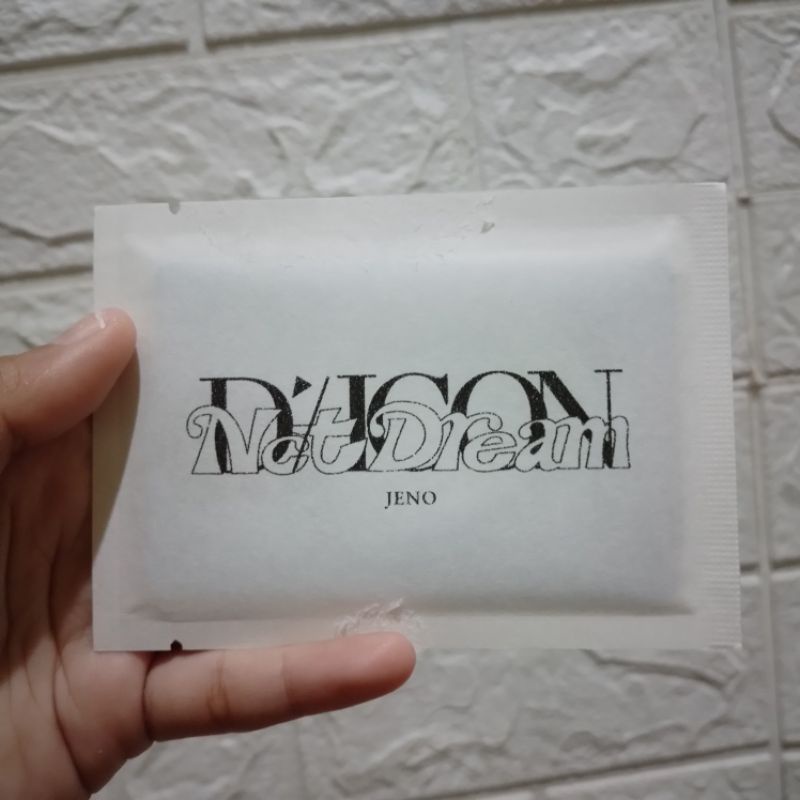 D'/ICON
Nct Dream
JENO